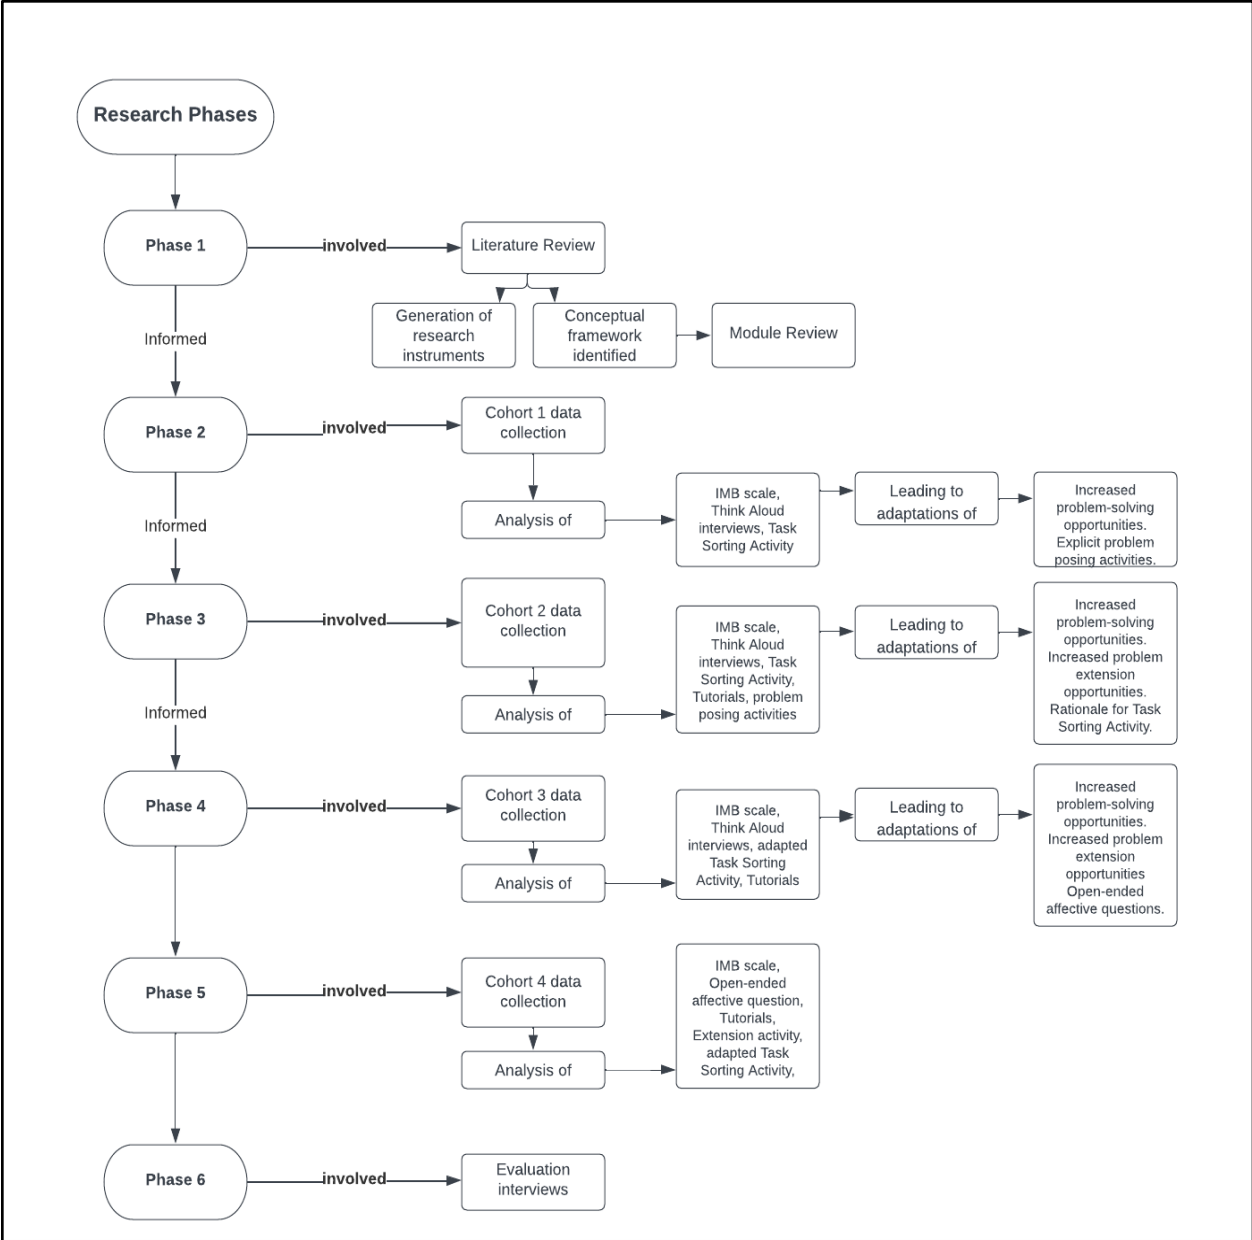 Research Phases
Phase 1
involved
Literature Review
Generation of
research
instruments
Conceptual
framework
identified
Module Review
Informed
Phase 2
involved
Cohort 1 data
collection
Analysis of
IMB scale,
Think Aloud
interviews, Task
Sorting Activity
Leading to
adaptations of
Increased
problem-solving
opportunities.
Explicit problem
posing activities.
Informed
Phase 3
involved
Cohort 2 data
collection
Analysis of
IMB scale,
Think Aloud
interviews, Task
Sorting Activity,
Tutorials, problem
posing activities
Leading to
adaptations of
Increased
problem-solving
opportunities.
Increased problem
extension
opportunities.
Rationale for Task
Sorting Activity.
Informed
Phase 4
involved
Cohort 3 data
collection
Analysis of
IMB scale,
Think Aloud
interviews, adapted
Task Sorting
Activity, Tutorials
Leading to
adaptations of
Increased
problem-solving
opportunities.
Increased problem
extension
opportunities
Open-ended
affective questions.
Phase 5
involved
Cohort 4 data
collection
Analysis of
IMB scale,
Open-ended
affective question,
Tutorials,
Extension activity,
adapted Task
Sorting Activity,
Phase 6
involved
Evaluation
interviews